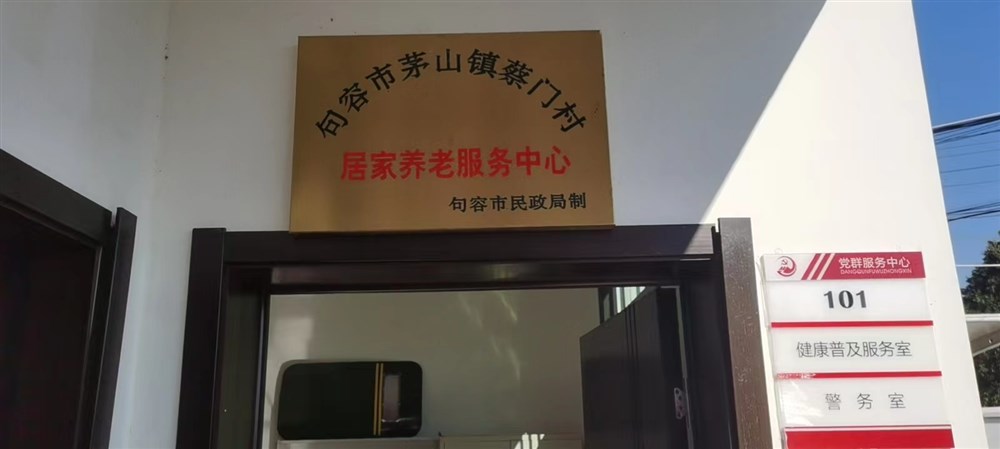 句容市茅山镇蔡门村
居家养老服务中心
句容市民政局制
党群服务中心
DANGQUNFUWUZHONGXIN
101
健康普及服务室
警务室